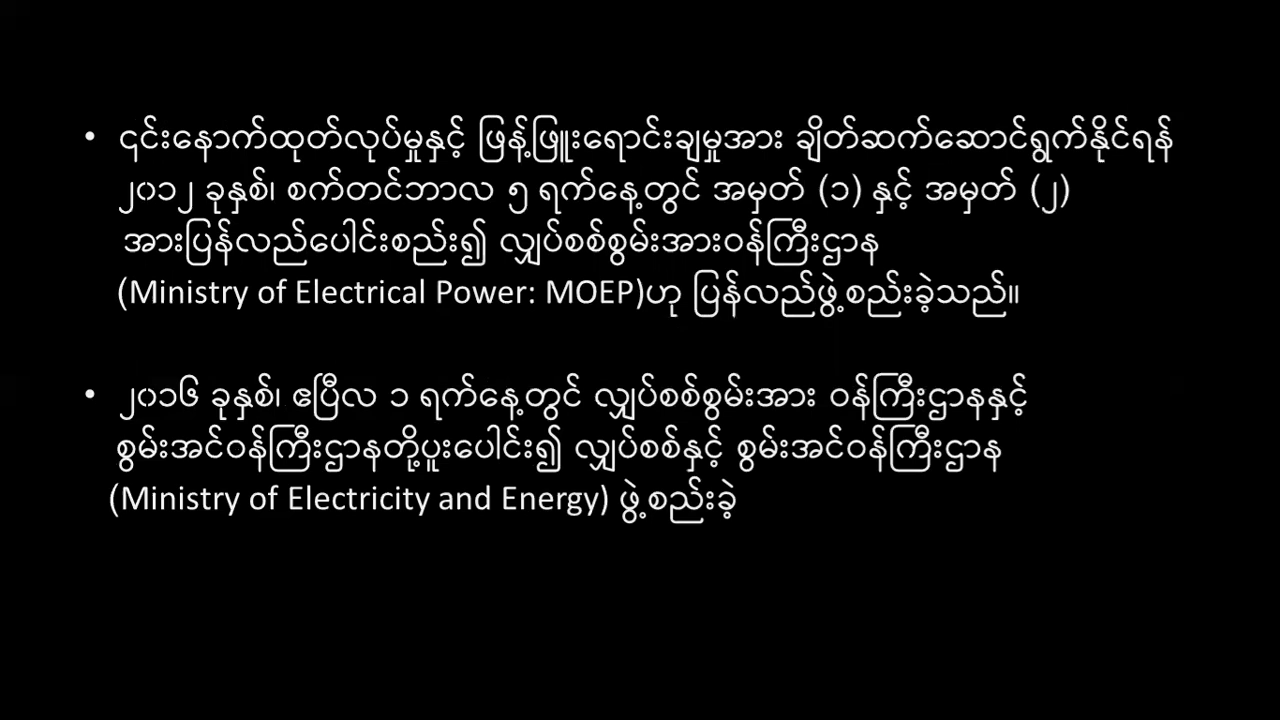 • ၎င်းနောက်ထုတ်လုပ်မှုနှင့် ဖြန့်ဖြူးရောင်းချမှုအား ချိတ်ဆက်ဆောင်ရွက်နိုင်ရန်
၂၀၁၂ ခုနှစ်၊ စက်တင်ဘာလ ၅ ရက်နေ့တွင် အမှတ် (၁) နှင့် အမှတ် (၂)
အားပြန်လည်ပေါင်းစည်း၍ လျှပ်စစ်စွမ်းအားဝန်ကြီးဌာန
(Ministry of Electrical Power: MOEP)ဟု ပြန်လည်ဖွဲ့စည်းခဲ့သည်။
• ၂၀၁၆ ခုနှစ်၊ ဧပြီလ ၁ ရက်နေ့တွင် လျှပ်စစ်စွမ်းအား ဝန်ကြီးဌာနနှင့်
စွမ်းအင်ဝန်ကြီးဌာနတို့ပူးပေါင်း၍ လျှပ်စစ်နှင့် စွမ်းအင်ဝန်ကြီးဌာန
(Ministry of Electricity and Energy) ဖွဲ့စည်းခဲ့